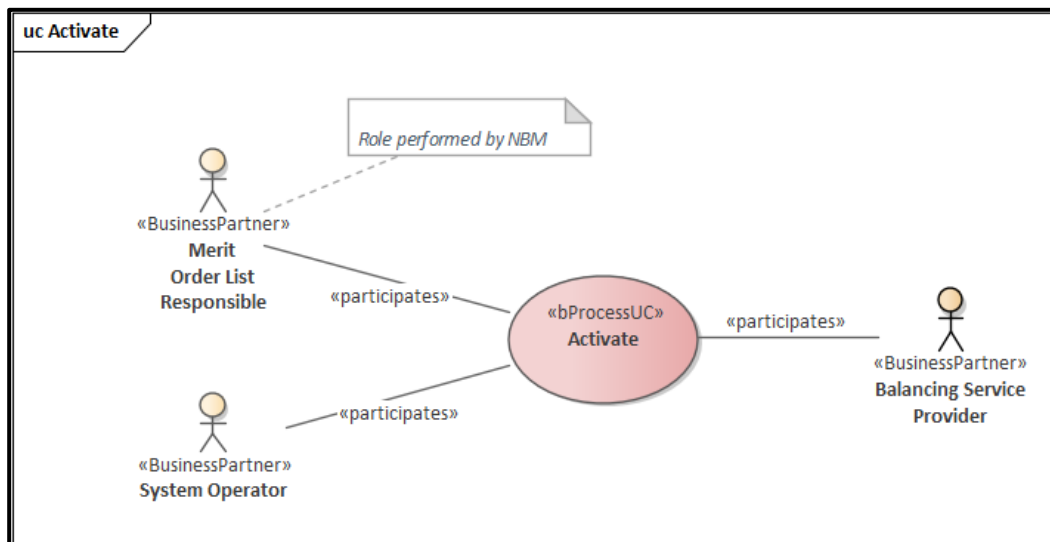 uc Activate
Role performed by NBM
«BusinessPartner»
Merit
Order List
Responsible
«participates»
«bProcessUC»
Activate
«participates»
«BusinessPartner»
Balancing Service
Provider
«participates»
«BusinessPartner»
System Operator